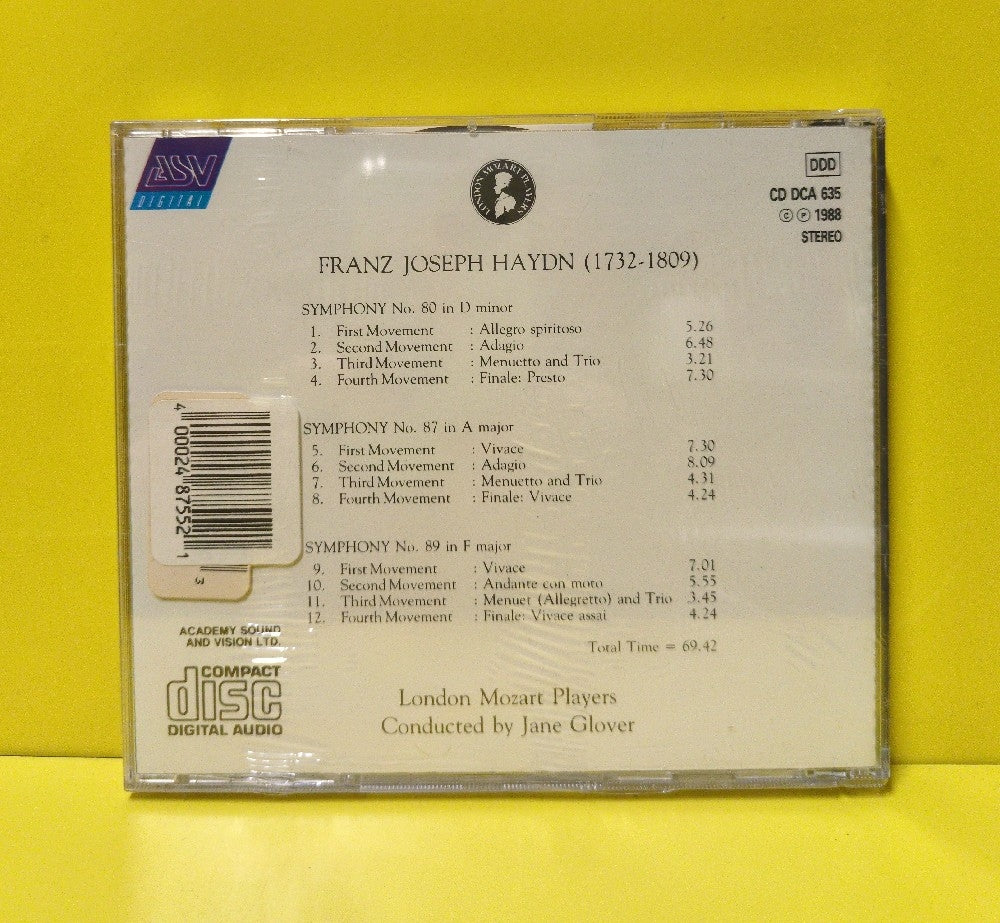 ASV
DIGITAL
LONDON MOZART PLAYERS
DDD
CD DCA 635
© ℗ 1988
STEREO
FRANZ JOSEPH HAYDN (1732-1809)
SYMPHONY No. 80 in D minor
1. First Movement : Allegro spiritoso 5.26
2. Second Movement : Adagio 6.48
3. Third Movement : Menuetto and Trio 3.21
4. Fourth Movement : Finale: Presto 7.30
SYMPHONY No. 87 in A major
5. First Movement : Vivace 7.30
6. Second Movement : Adagio 8.09
7. Third Movement : Menuetto and Trio 4.31
8. Fourth Movement : Finale: Vivace 4.24
SYMPHONY No. 89 in F major
9. First Movement : Vivace 7.01
10. Second Movement : Andante con moto 5.55
11. Third Movement : Menuet (Allegretto) and Trio 3.45
12. Fourth Movement : Finale: Vivace assai 4.24
Total Time = 69.42
4 00024 87552 1
3
ACADEMY SOUND
AND VISION LTD.
COMPACT
disc
DIGITAL AUDIO
London Mozart Players
Conducted by Jane Glover